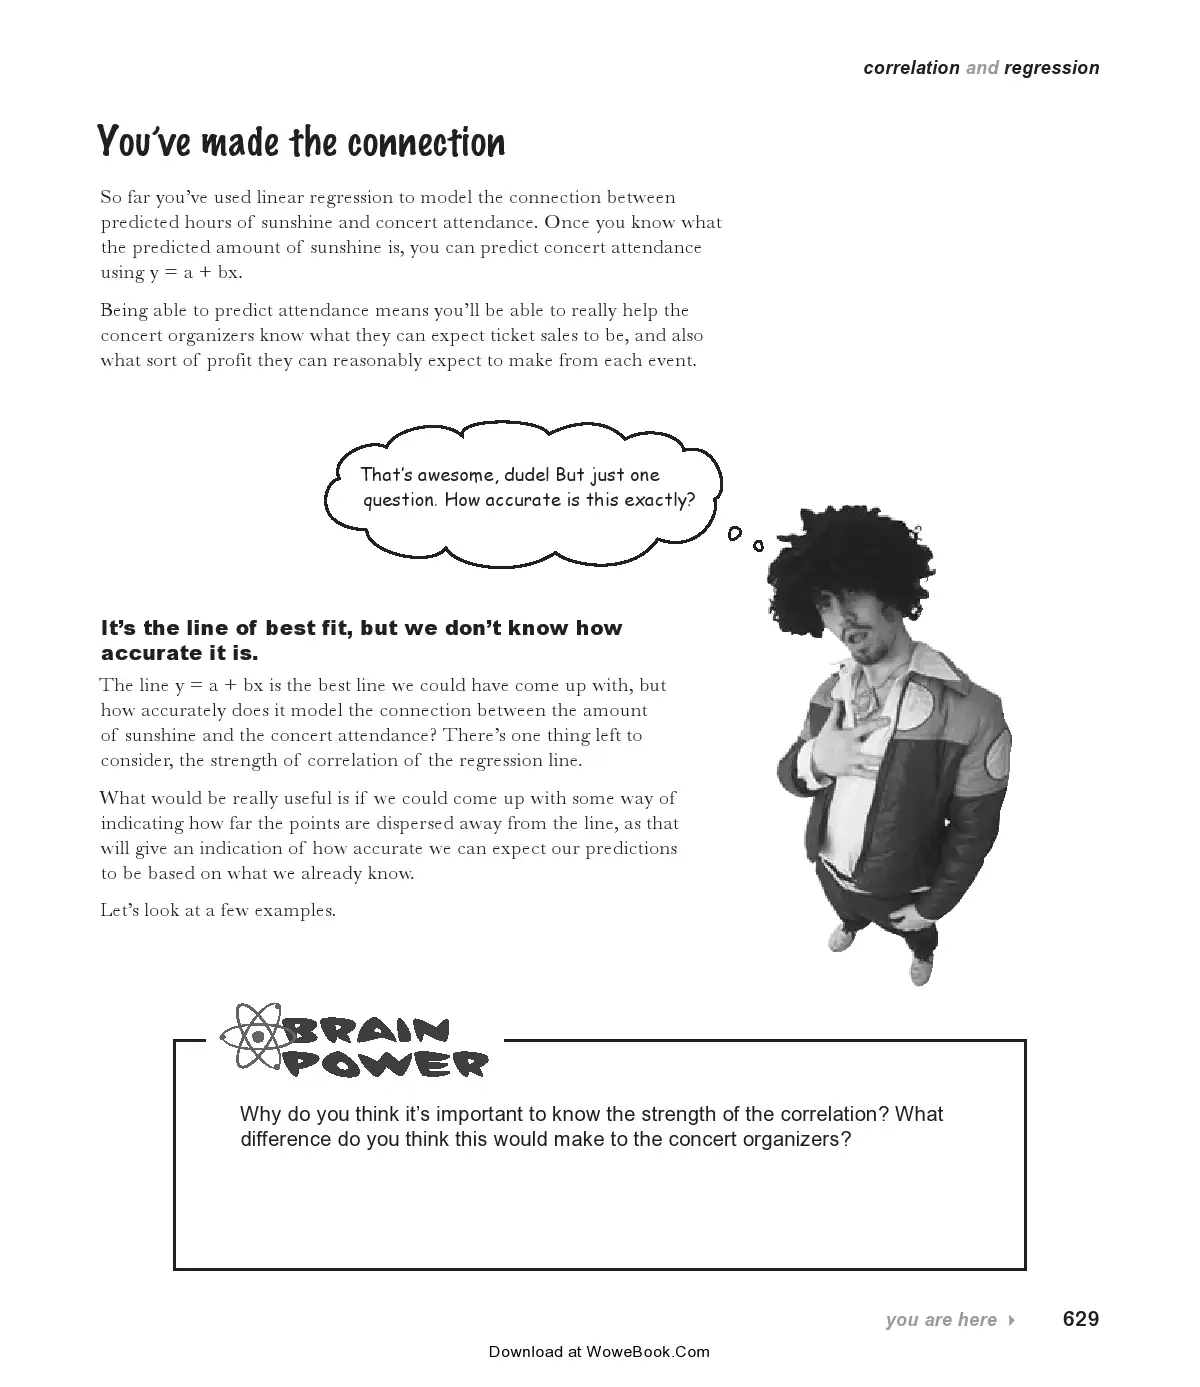 correlation and regression
You've made the connection
So far you've used linear regression to model the connection between
predicted hours of sunshine and concert attendance. Once you know what
the predicted amount of sunshine is, you can predict concert attendance
using y = a + bx.
Being able to predict attendance means you'll be able to really help the
concert organizers know what they can expect ticket sales to be, and also
what sort of profit they can reasonably expect to make from each event.
That's awesome, dude! But just one
question. How accurate is this exactly?
It's the line of best fit, but we don't know how
accurate it is.
The line y = a + bx is the best line we could have come up with, but
how accurately does it model the connection between the amount
of sunshine and the concert attendance? There's one thing left to
consider, the strength of correlation of the regression line.
What would be really useful is if we could come up with some way of
indicating how far the points are dispersed away from the line, as that
will give an indication of how accurate we can expect our predictions
to be based on what we already know.
Let's look at a few examples.
BRAIN
POWER
Why do you think it's important to know the strength of the correlation? What
difference do you think this would make to the concert organizers?
you are here 629
Download at WoweBook.Com